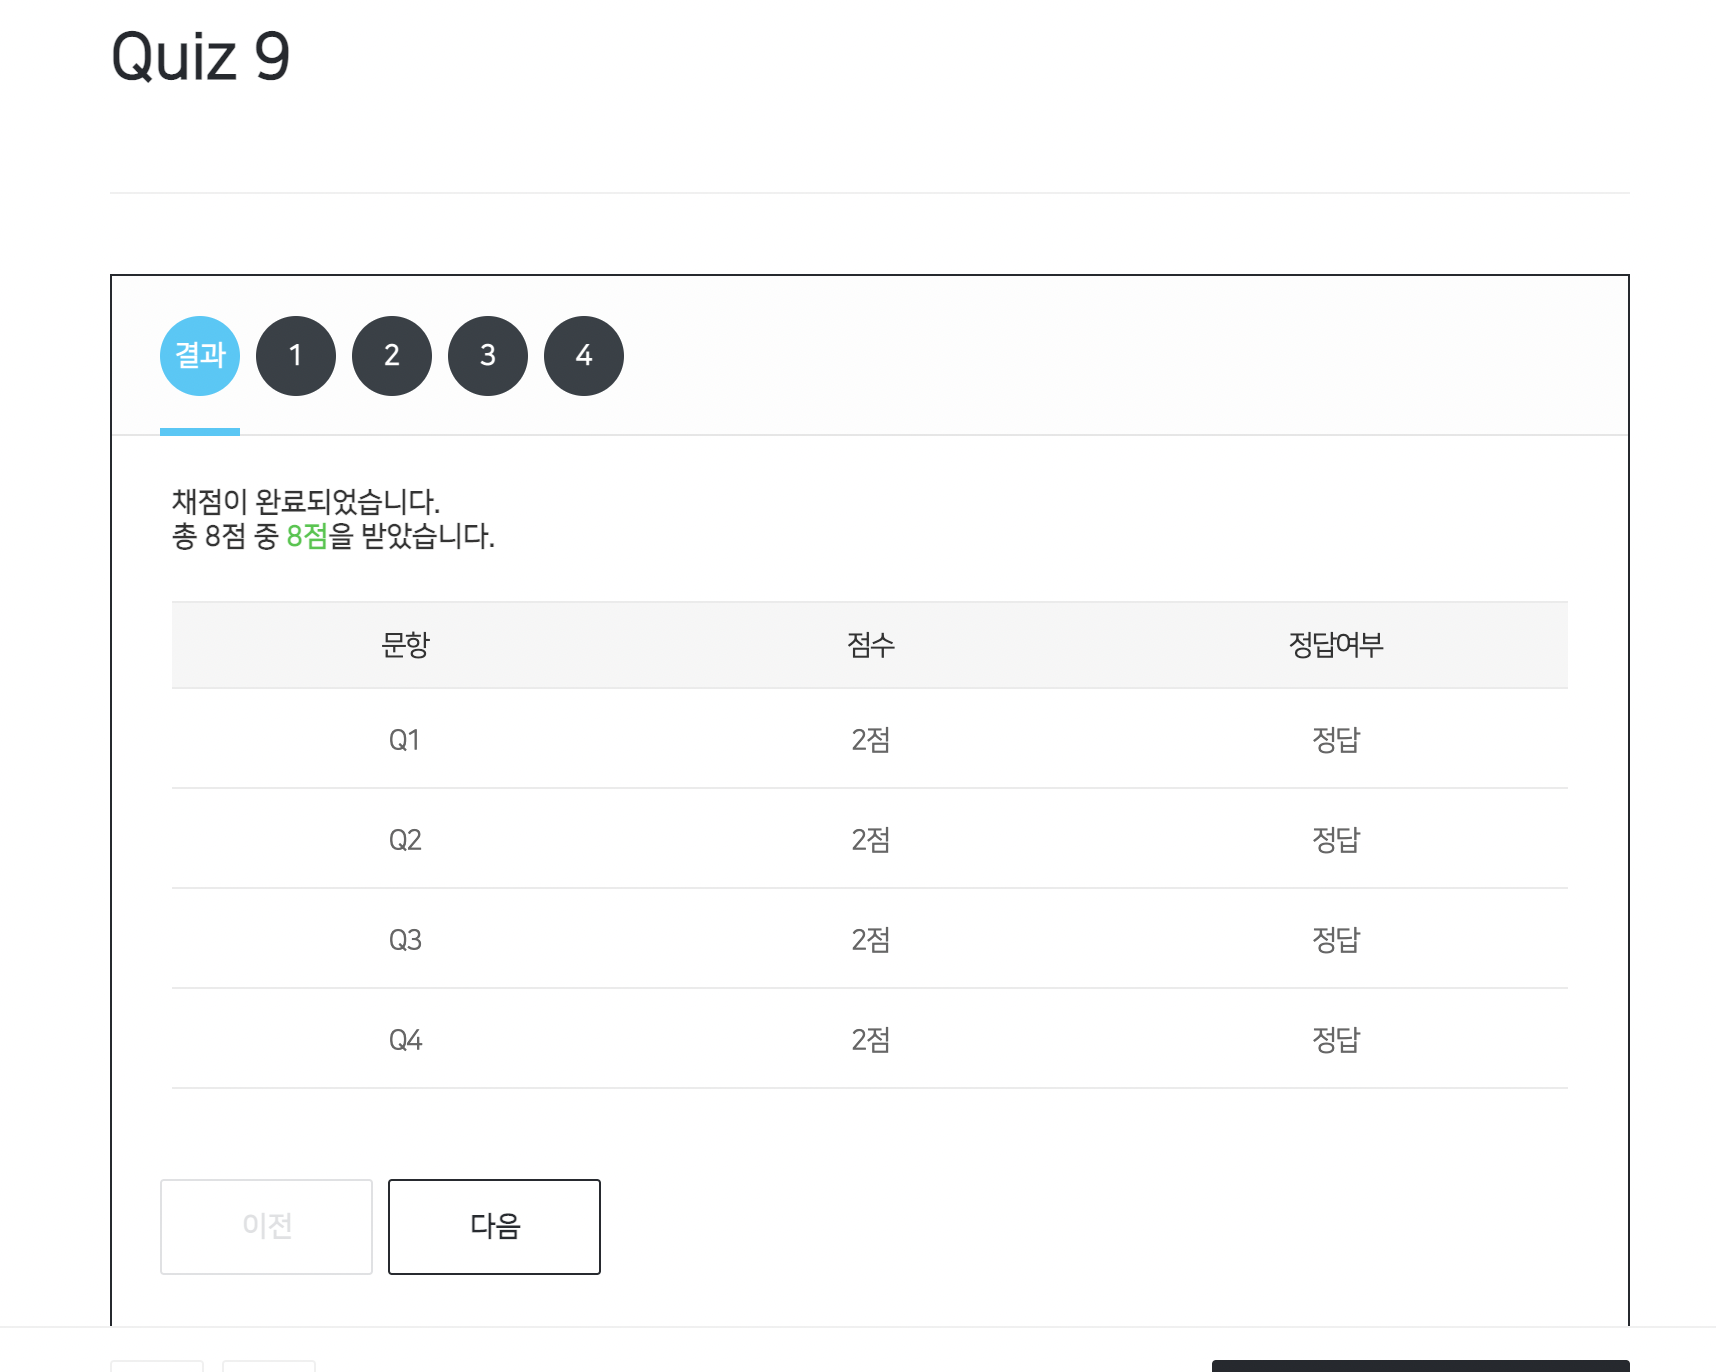 Quiz 9
결과 1 2 3 4
채점이 완료되었습니다.
총 8점 중 8점을 받았습니다.
문항 점수 정답여부
Q1 2점 정답
Q2 2점 정답
Q3 2점 정답
Q4 2점 정답
이전 다음